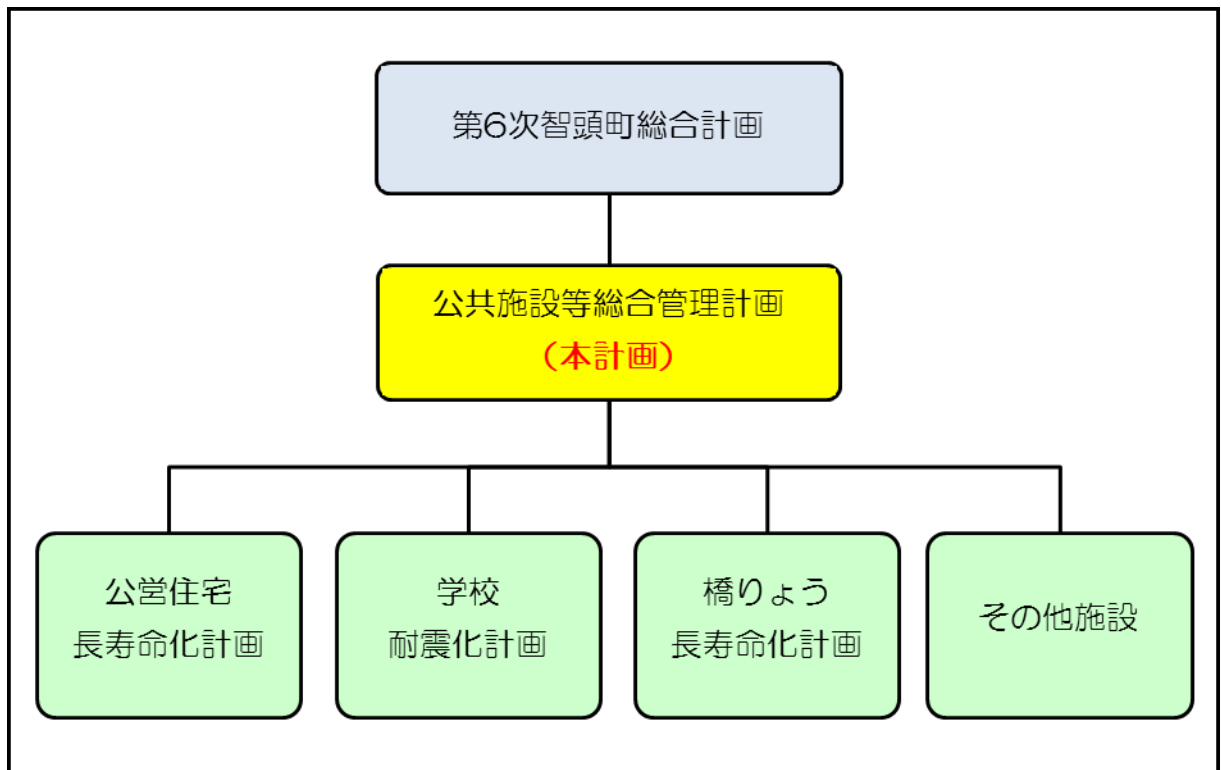 第6次智頭町総合計画
公共施設等総合管理計画
（本計画）
公営住宅
長寿命化計画
学校
耐震化計画
橋りょう
長寿命化計画
その他施設